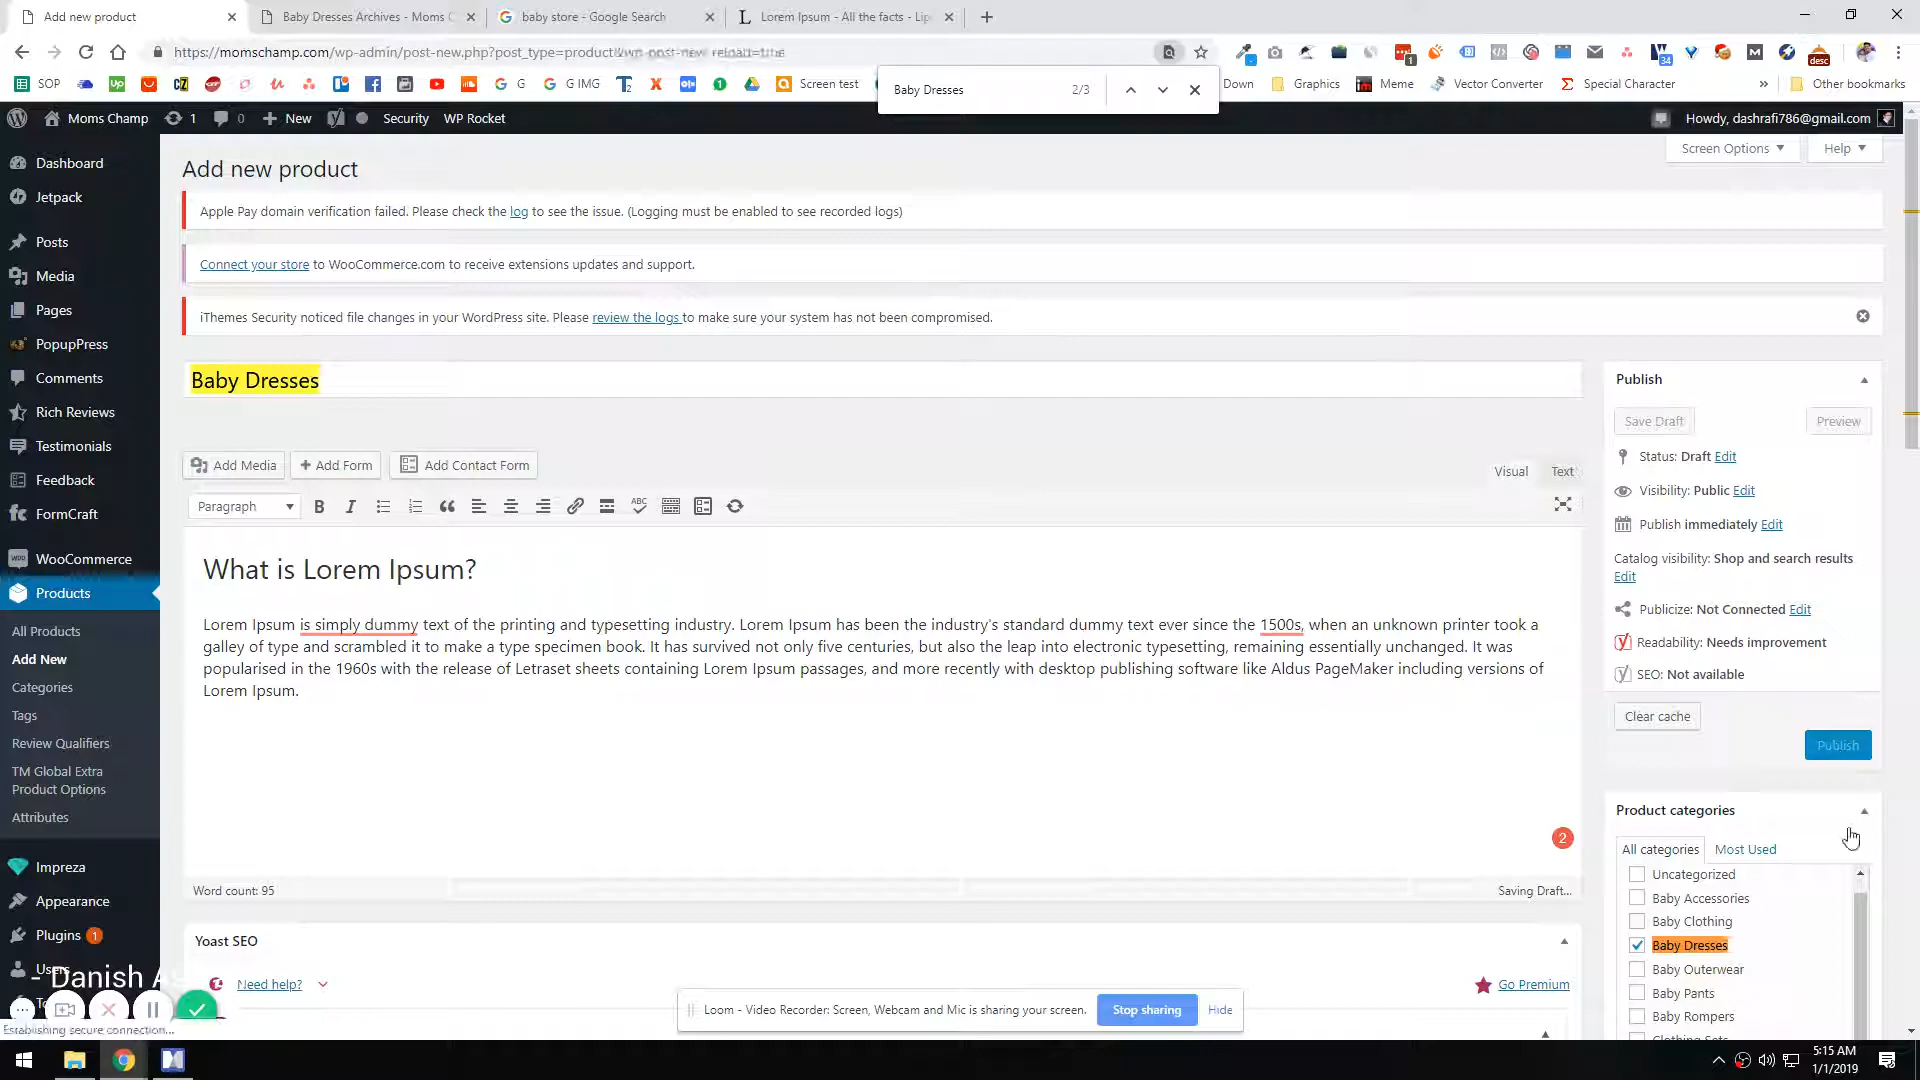 Add new product
Baby Dresses Archives - Moms C
baby store - Google Search
Lorem Ipsum - All the facts - Lip
https://momschamp.com/wp-admin/post-new.php?post_type=product
34
desc
SOP
G
G IMG
Screen test
Down
Graphics
Meme
Vector Converter
Special Character
Other bookmarks
Baby Dresses
2/3
Moms Champ
1
0
New
Security
WP Rocket
Howdy, dashrafi786@gmail.com
Screen Options
Help
Dashboard
Jetpack
Posts
Media
Pages
PopupPress
Comments
Rich Reviews
Testimonials
Feedback
FormCraft
WooCommerce
Products
All Products
Add New
Categories
Tags
Review Qualifiers
TM Global Extra
Product Options
Attributes
Impreza
Appearance
Plugins 1
Users
- Danish A
Establishing secure connection...
Add new product
Apple Pay domain verification failed. Please check the log to see the issue. (Logging must be enabled to see recorded logs)
Connect your store to WooCommerce.com to receive extensions updates and support.
iThemes Security noticed file changes in your WordPress site. Please review the logs to make sure your system has not been compromised.
Baby Dresses
Add Media
Add Form
Add Contact Form
Visual
Text
Paragraph
What is Lorem Ipsum?
Lorem Ipsum is simply dummy text of the printing and typesetting industry. Lorem Ipsum has been the industry's standard dummy text ever since the 1500s, when an unknown printer took a
galley of type and scrambled it to make a type specimen book. It has survived not only five centuries, but also the leap into electronic typesetting, remaining essentially unchanged. It was
popularised in the 1960s with the release of Letraset sheets containing Lorem Ipsum passages, and more recently with desktop publishing software like Aldus PageMaker including versions of
Lorem Ipsum.
2
Word count: 95
Saving Draft...
Yoast SEO
Need help?
Go Premium
Publish
Save Draft
Preview
Status: Draft Edit
Visibility: Public Edit
Publish immediately Edit
Catalog visibility: Shop and search results
Edit
Publicize: Not Connected Edit
Readability: Needs improvement
SEO: Not available
Clear cache
Publish
Product categories
All categories
Most Used
Uncategorized
Baby Accessories
Baby Clothing
Baby Dresses
Baby Outerwear
Baby Pants
Baby Rompers
Clothing Sets
Loom - Video Recorder: Screen, Webcam and Mic is sharing your screen.
Stop sharing
Hide
5:15 AM
1/1/2019